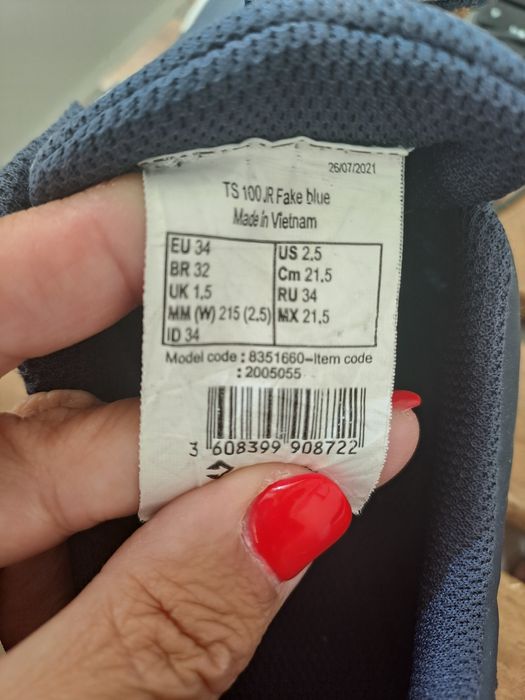 26/07/2021
TS 100 JR Fake blue
Made in Vietnam
EU 34 US 2.5
BR 32 Cm 21.5
UK 1.5 RU 34
MM (W) 215 (2.5) MX 21.5
ID 34
Model code : 8351660-Item code
: 2005055
3 608399 908722